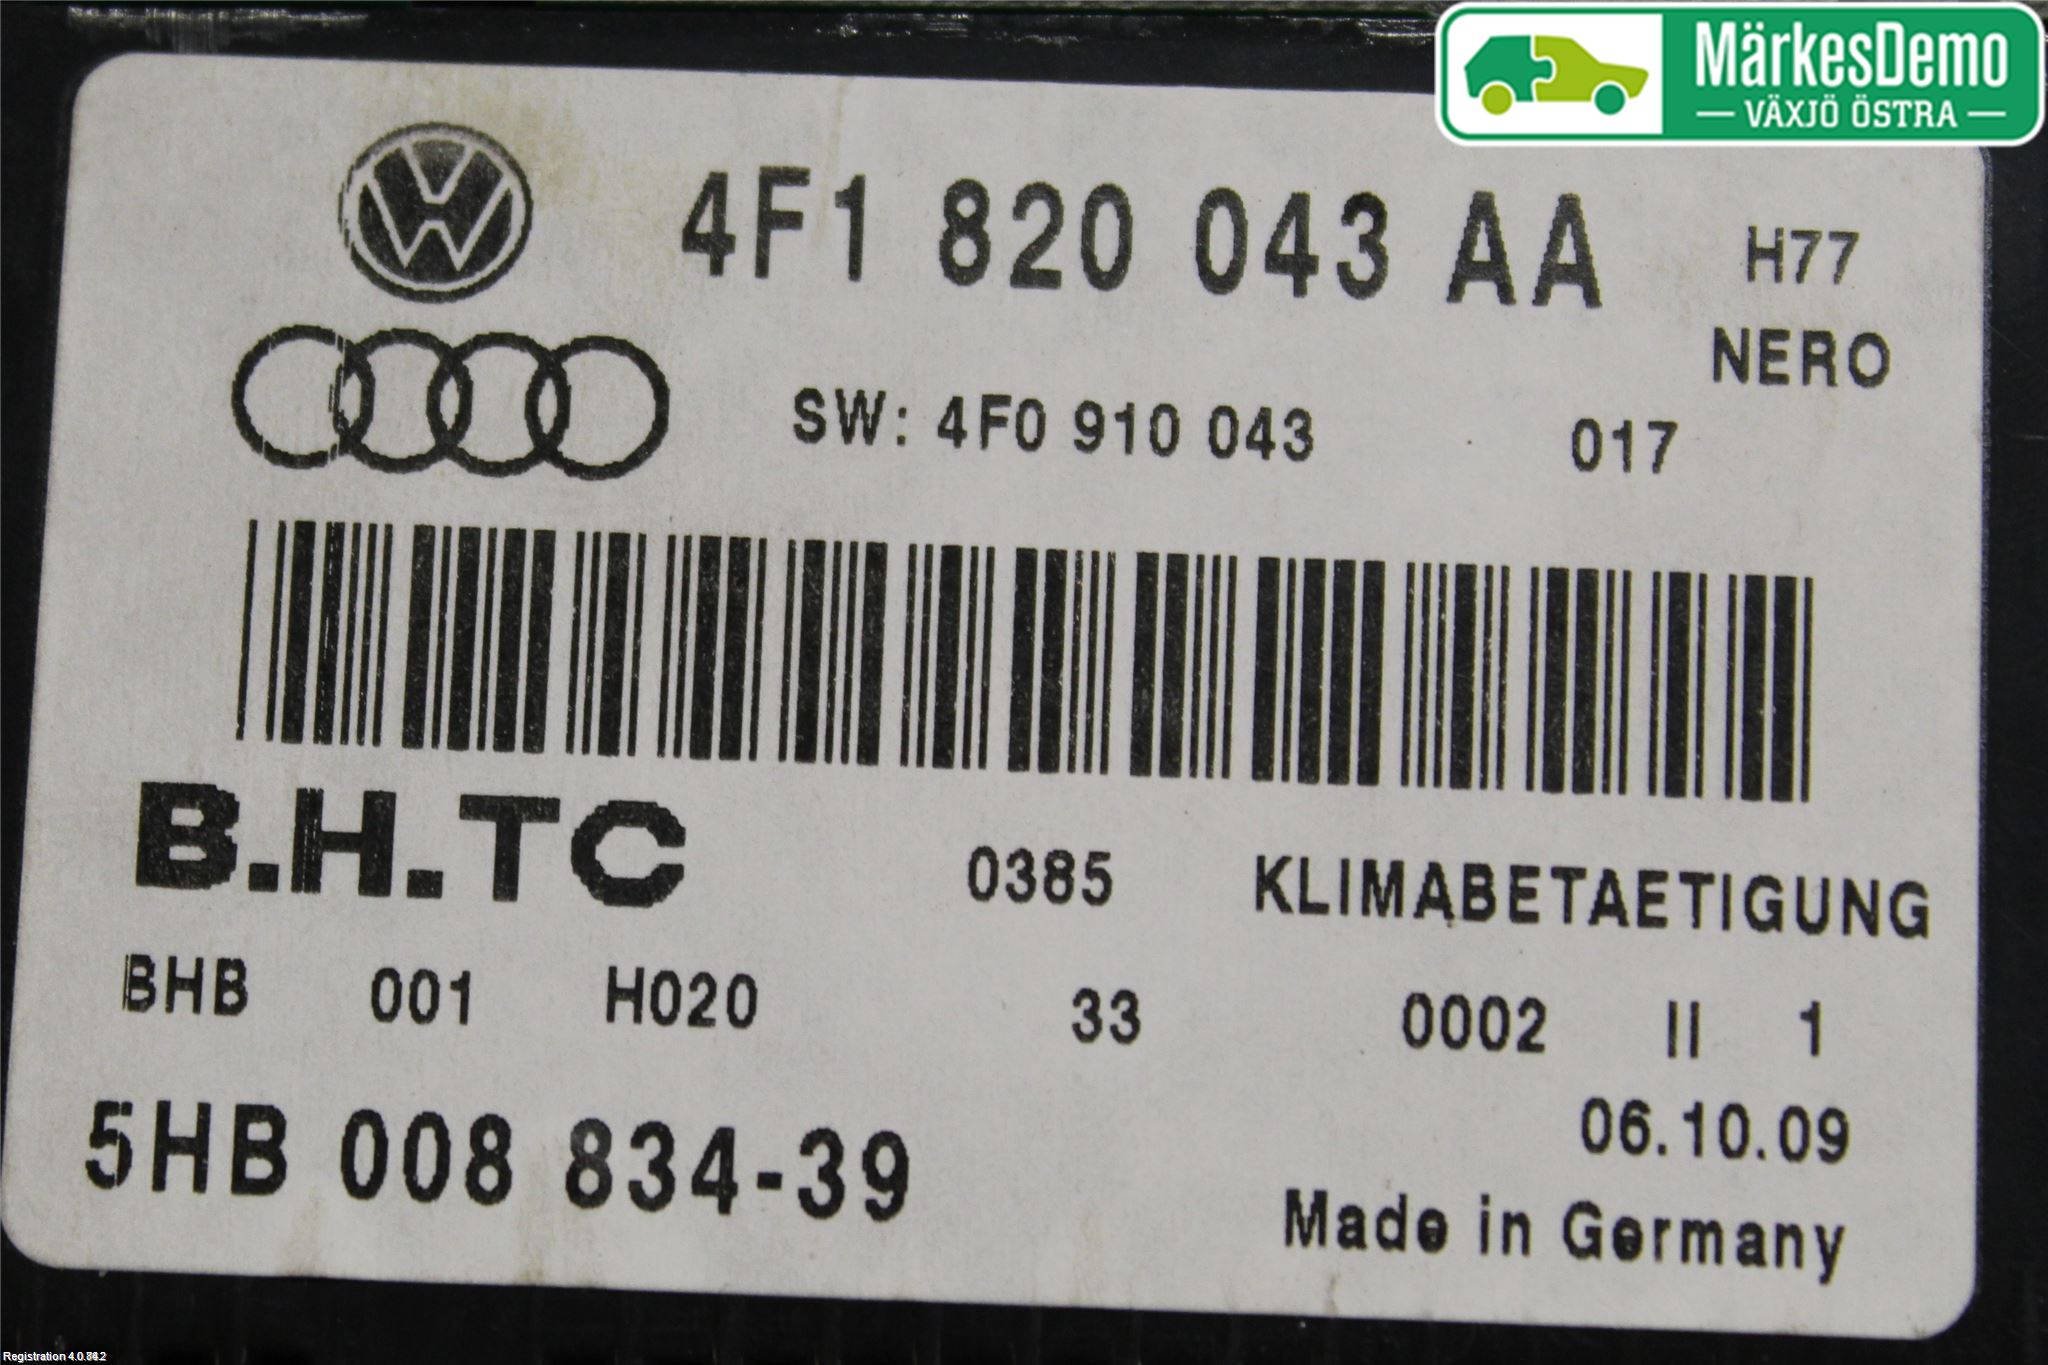 MärkesDemo
VÄXJÖ ÖSTRA
4F1 820 043 AA
H77
NERO
SW: 4F0 910 043 017
B.H.TC 0385 KLIMABETAETIGUNG
BHB 001 H020 33 0002 II 1
06.10.09
5HB 008 834-39
Made in Germany
Registration